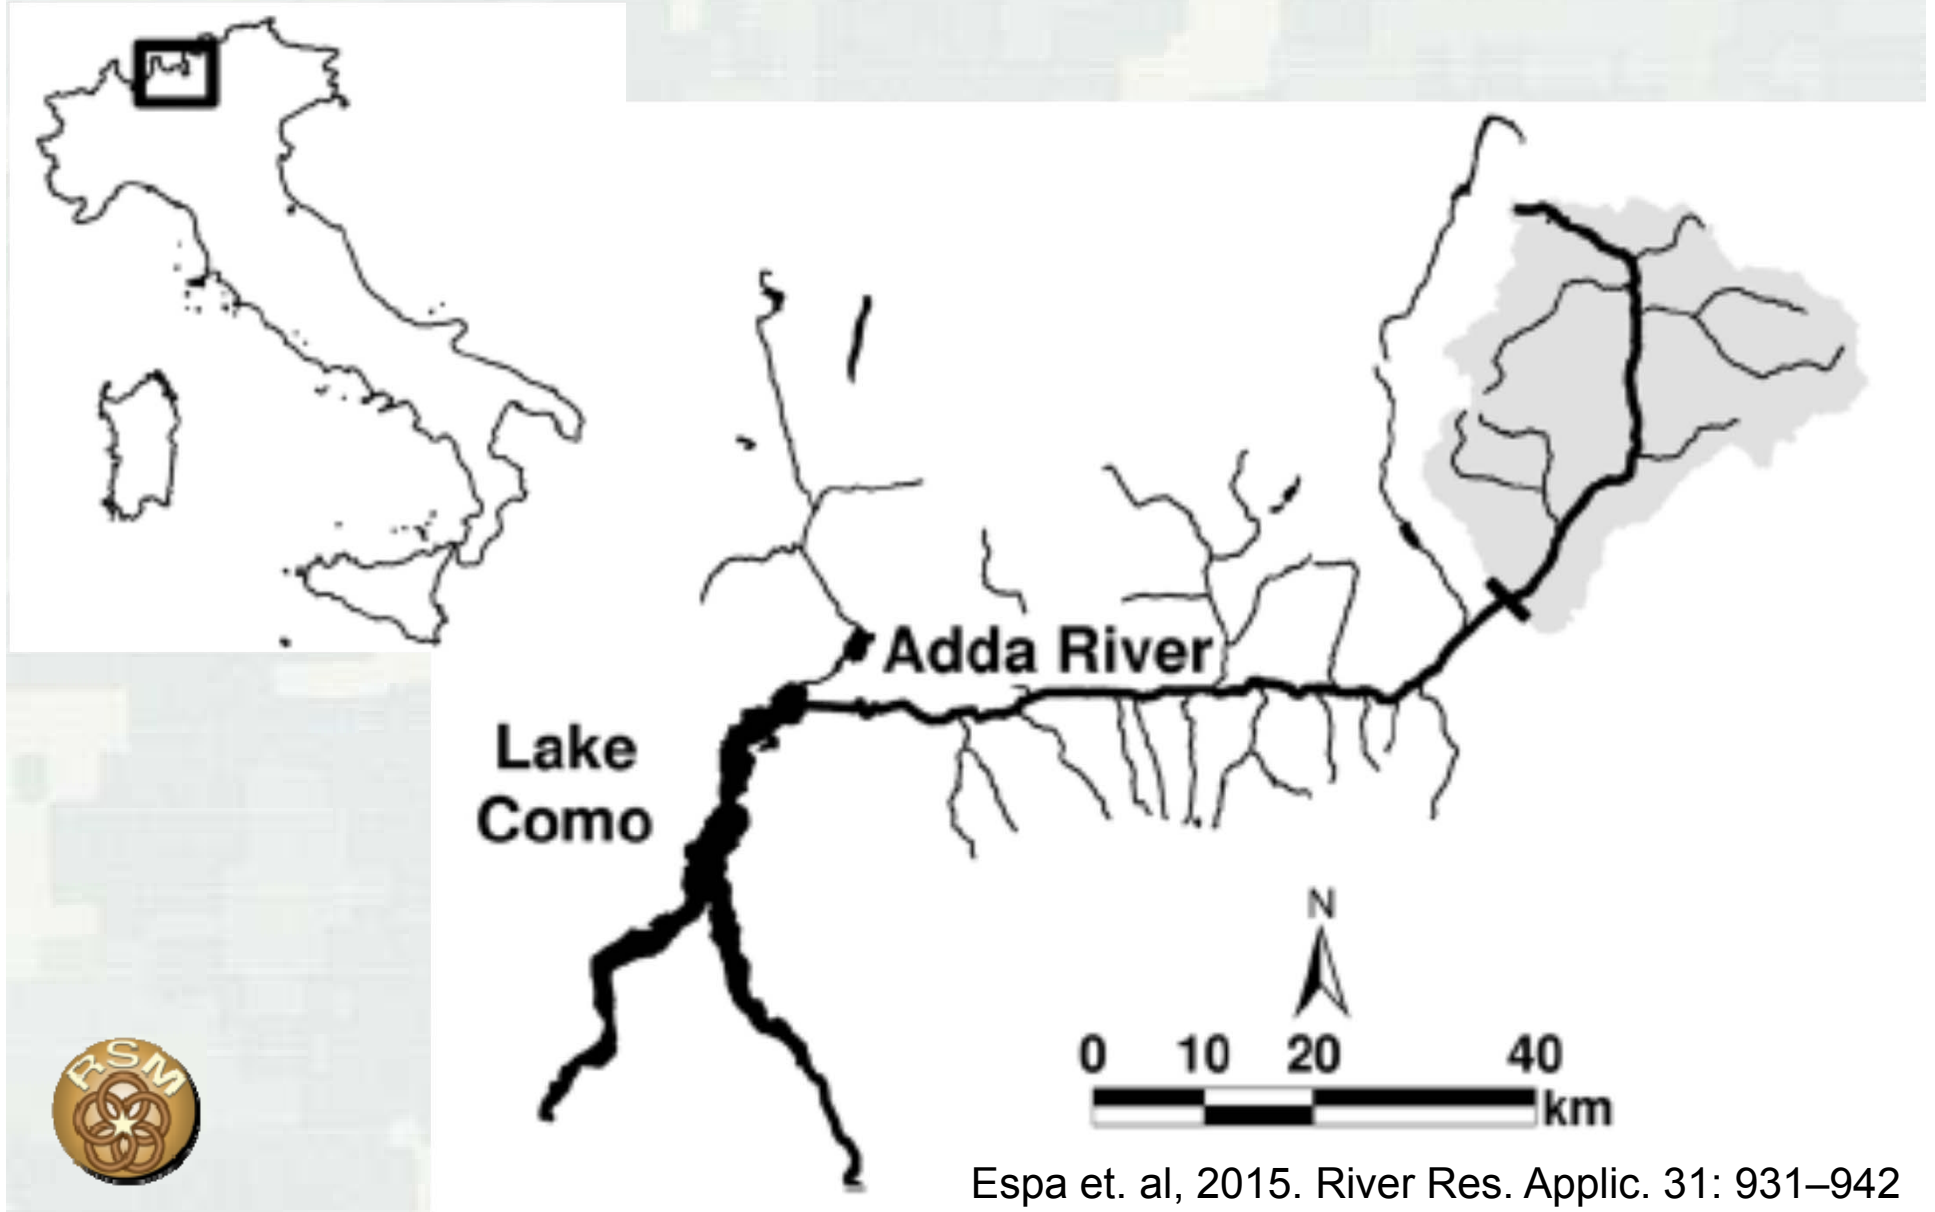 Adda River
Lake
Como
N
0 10 20 40
km
RSM
Espa et. al, 2015. River Res. Applic. 31: 931–942